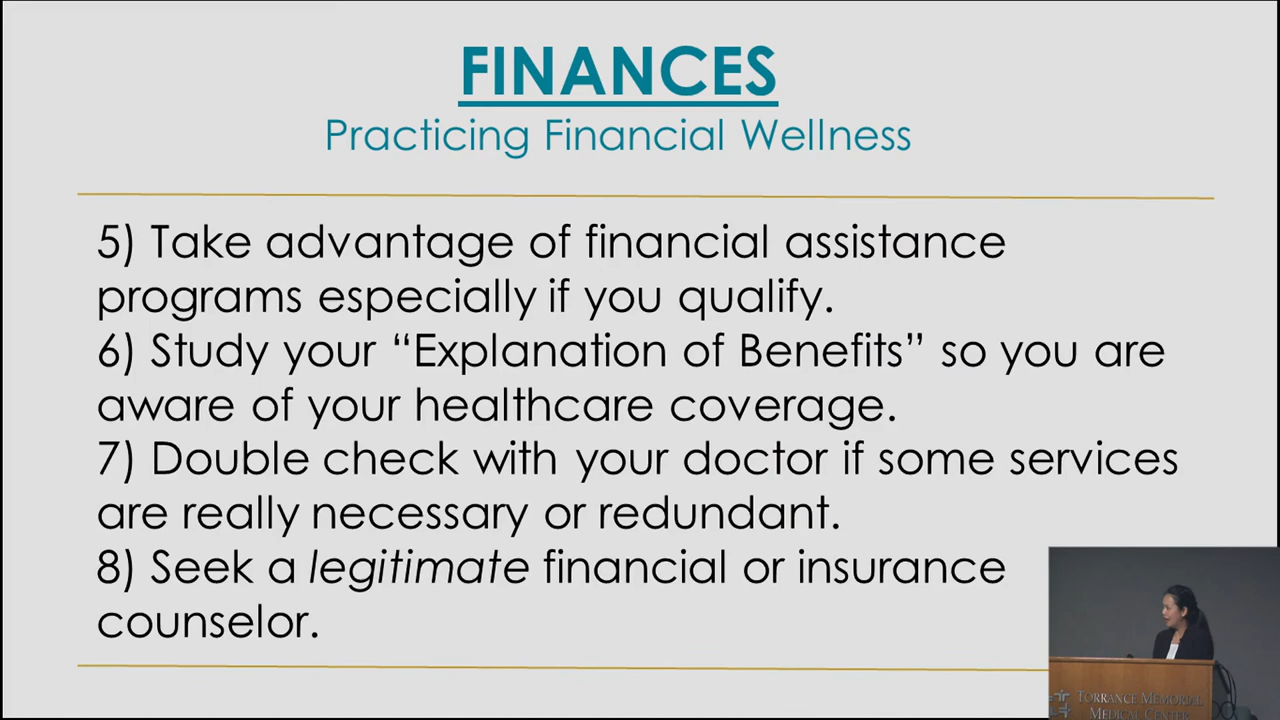 FINANCES
Practicing Financial Wellness
5) Take advantage of financial assistance
programs especially if you qualify.
6) Study your “Explanation of Benefits” so you are
aware of your healthcare coverage.
7) Double check with your doctor if some services
are really necessary or redundant.
8) Seek a legitimate financial or insurance
counselor.
TORRANCE MEMORIAL
MEDICAL CENTER